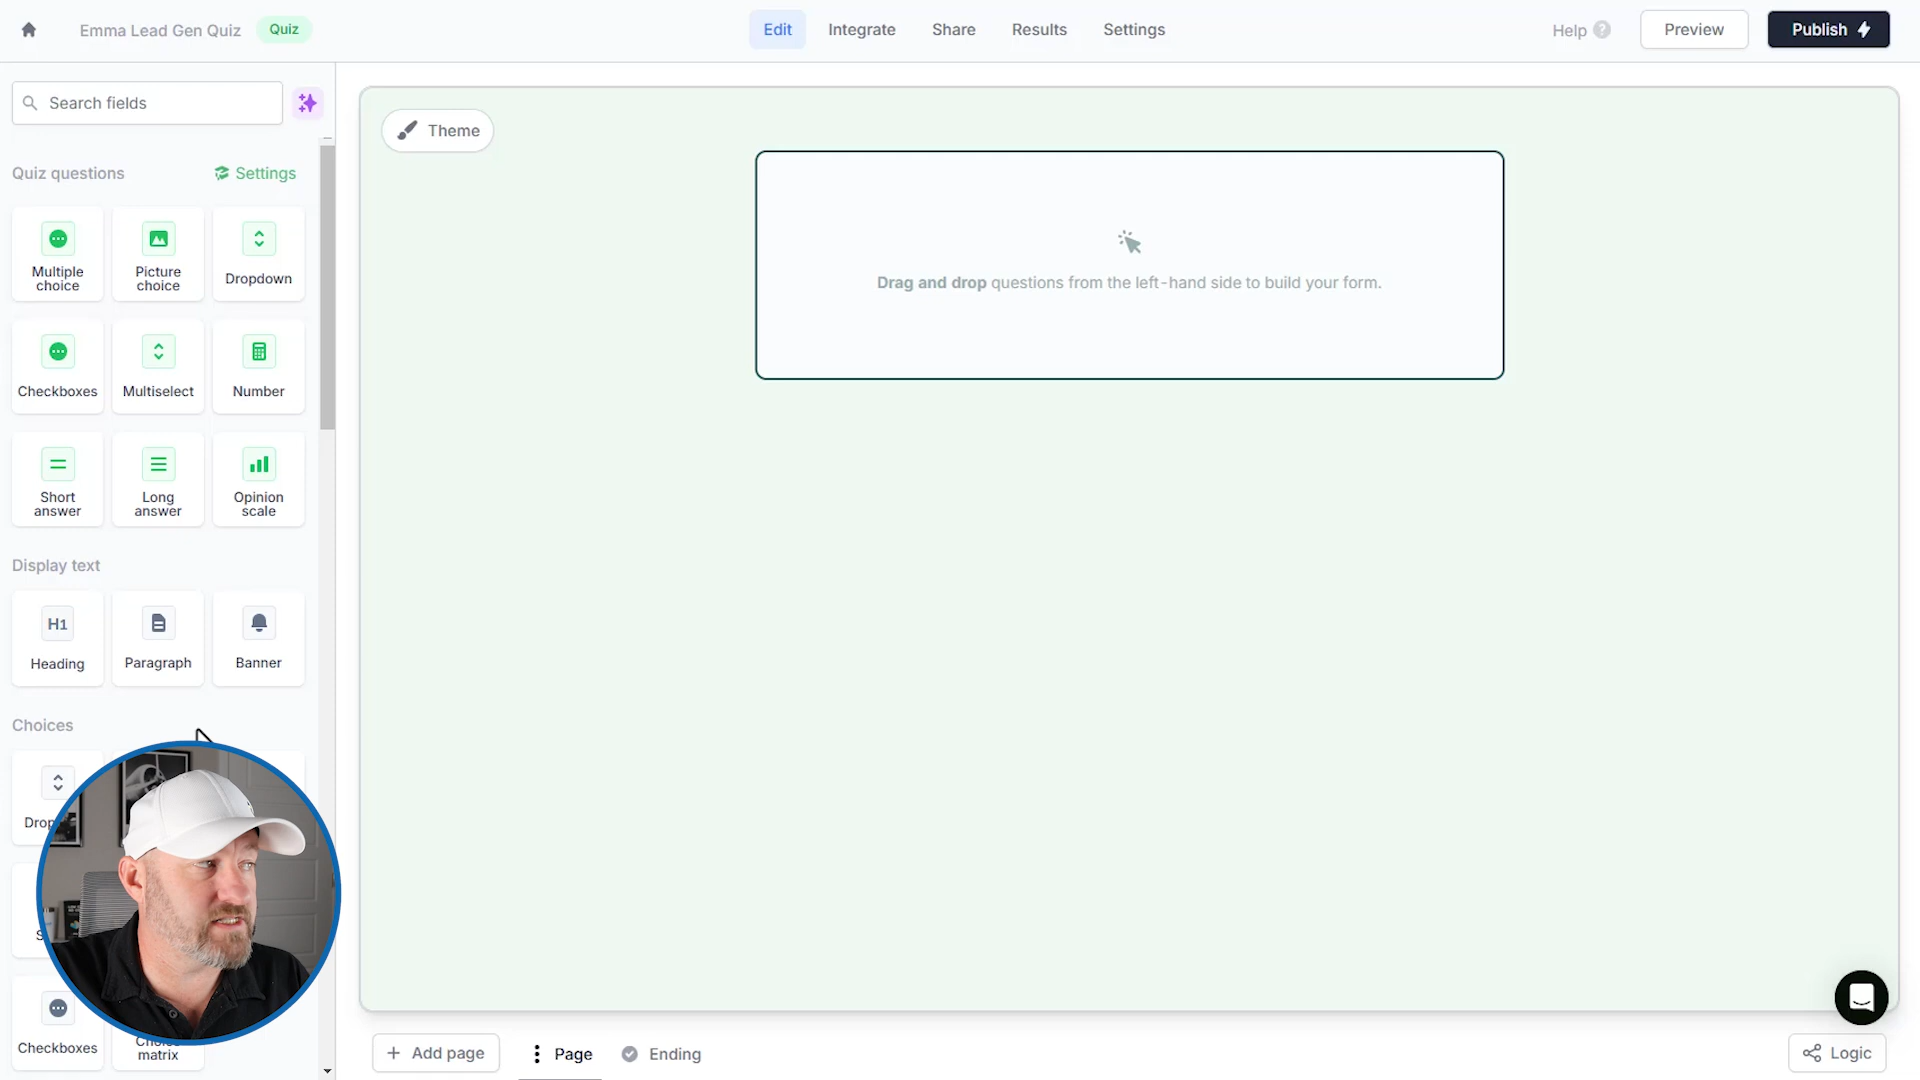 Emma Lead Gen Quiz
Quiz
Edit
Integrate
Share
Results
Settings
Help
Preview
Publish
Search fields
Theme
Quiz questions
Settings
Multiple
choice
Picture
choice
Dropdown
Drag and drop questions from the left-hand side to build your form.
Checkboxes
Multiselect
Number
Short
answer
Long
answer
Opinion
scale
Display text
H1
Heading
Paragraph
Banner
Choices
Checkboxes
matrix
Add page
Page
Ending
Logic